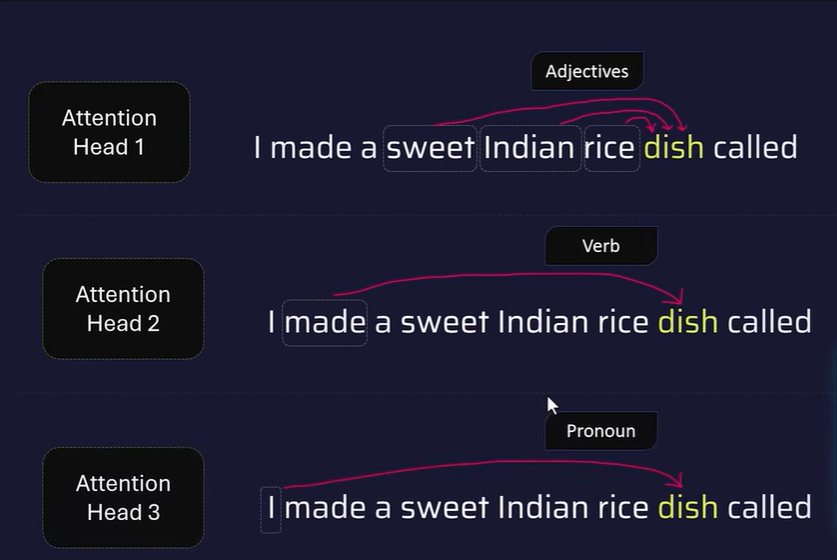 Adjectives
Attention
Head 1
I made a sweet Indian rice dish called
Verb
Attention
Head 2
I made a sweet Indian rice dish called
Pronoun
Attention
Head 3
I made a sweet Indian rice dish called